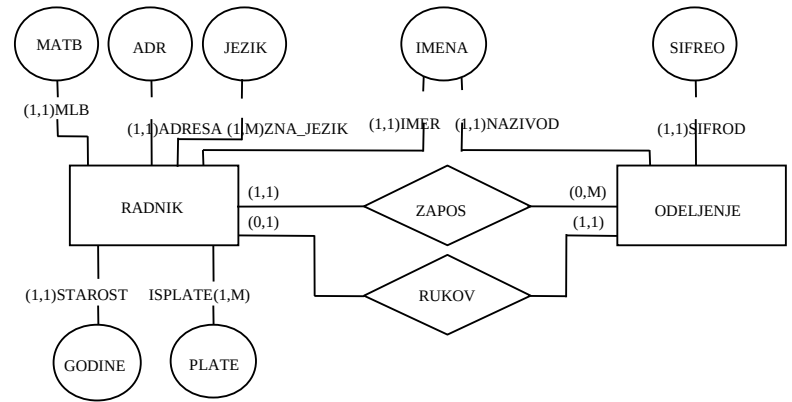 MATB
ADR
JEZIK
IMENA
SIFREO
(1,1)MLB
(1,1)ADRESA
(1,M)ZNA_JEZIK
(1,1)IMER
(1,1)NAZIVOD
(1,1)SIFROD
RADNIK
(1,1)
(0,1)
ZAPOS
(0,M)
(1,1)
ODELJENJE
RUKOV
(1,1)STAROST
ISPLATE(1,M)
GODINE
PLATE